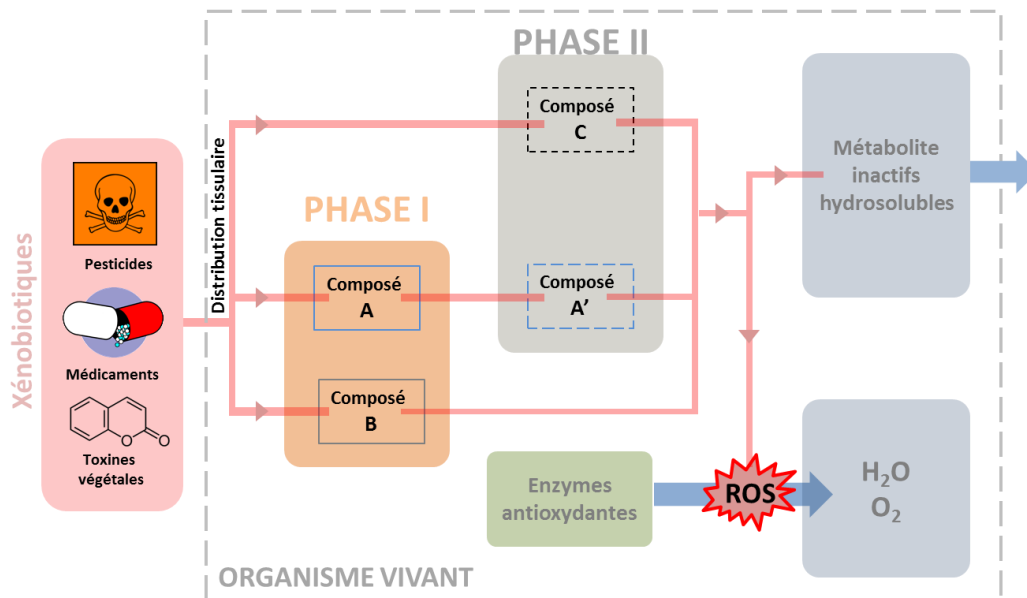 Xénobiotiques
Pesticides
Médicaments
Toxines
végétales
Distribution tissulaire
PHASE I
Composé
A
Composé
B
PHASE II
Composé
C
Composé
A’
Métabolite
inactifs
hydrosolubles
Enzymes
antioxydantes
ROS
H₂O
O₂
ORGANISME VIVANT
O
O